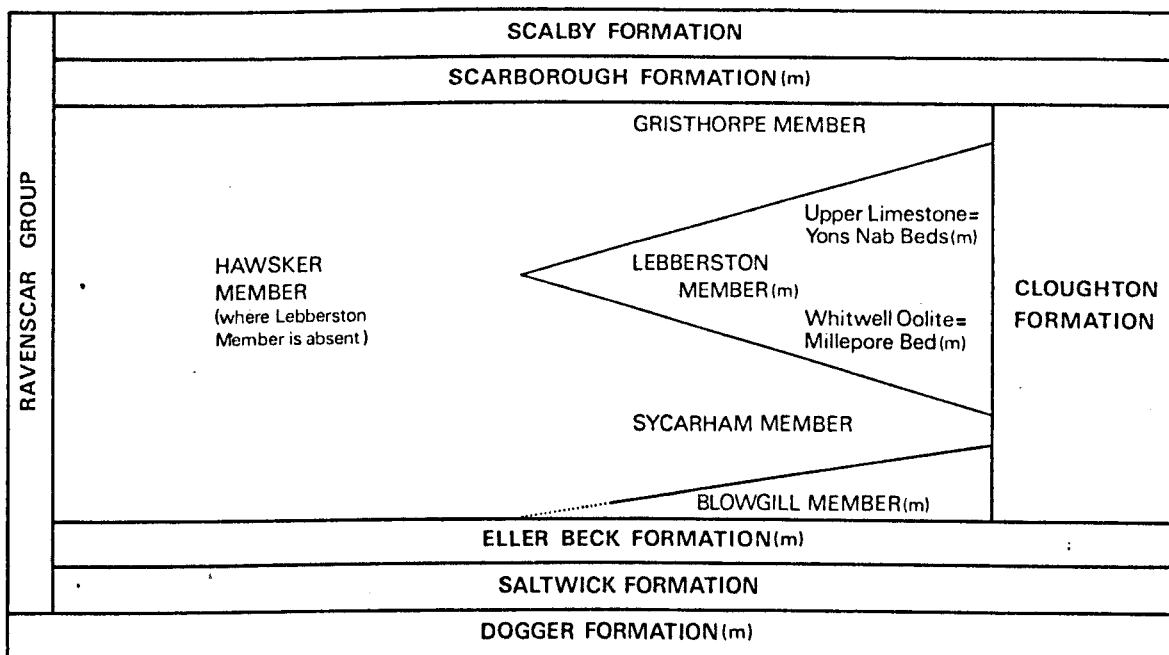 RAVENSCAR GROUP
SCALBY FORMATION
SCARBOROUGH FORMATION (m)
GRISTHORPE MEMBER
Upper Limestone=
Yons Nab Beds (m)
HAWSKER
MEMBER
(where Lebberston
Member is absent)
LEBBERSTON
MEMBER (m)
CLOUGHTON
FORMATION
Whitwell Oolite=
Millepore Bed (m)
SYCARHAM MEMBER
BLOWGILL MEMBER (m)
ELLER BECK FORMATION (m)
SALTWICK FORMATION
DOGGER FORMATION (m)